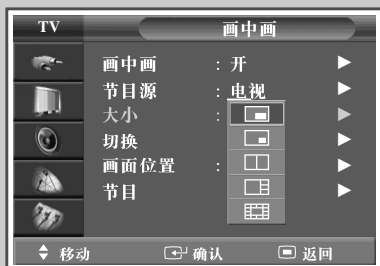 TV 画中画
画中画 : 开
节目源 : 电视
大小 :
切换
画面位置 :
节目
移动 确认 返回